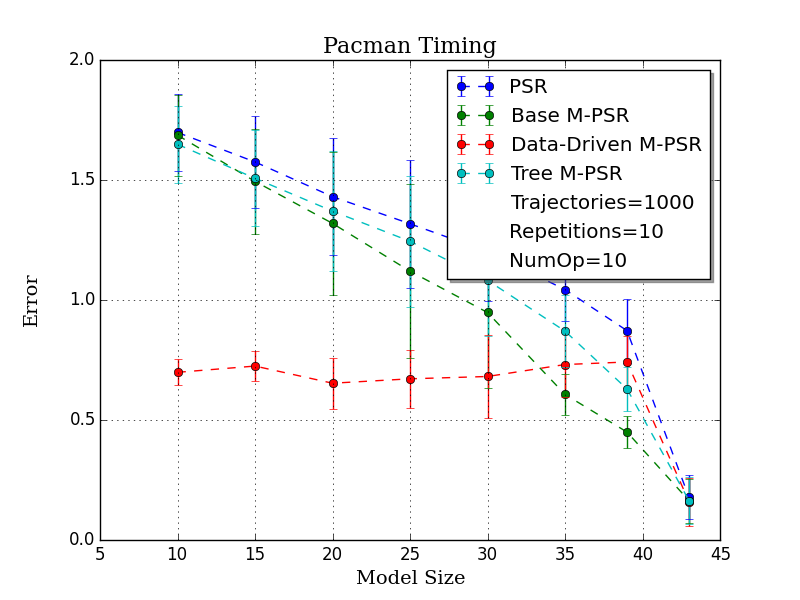 Pacman Timing
2.0
1.5
1.0
0.5
0.0
Error
PSR
Base M-PSR
Data-Driven M-PSR
Tree M-PSR
Trajectories=1000
Repetitions=10
NumOp=10
5 10 15 20 25 30 35 40 45
Model Size